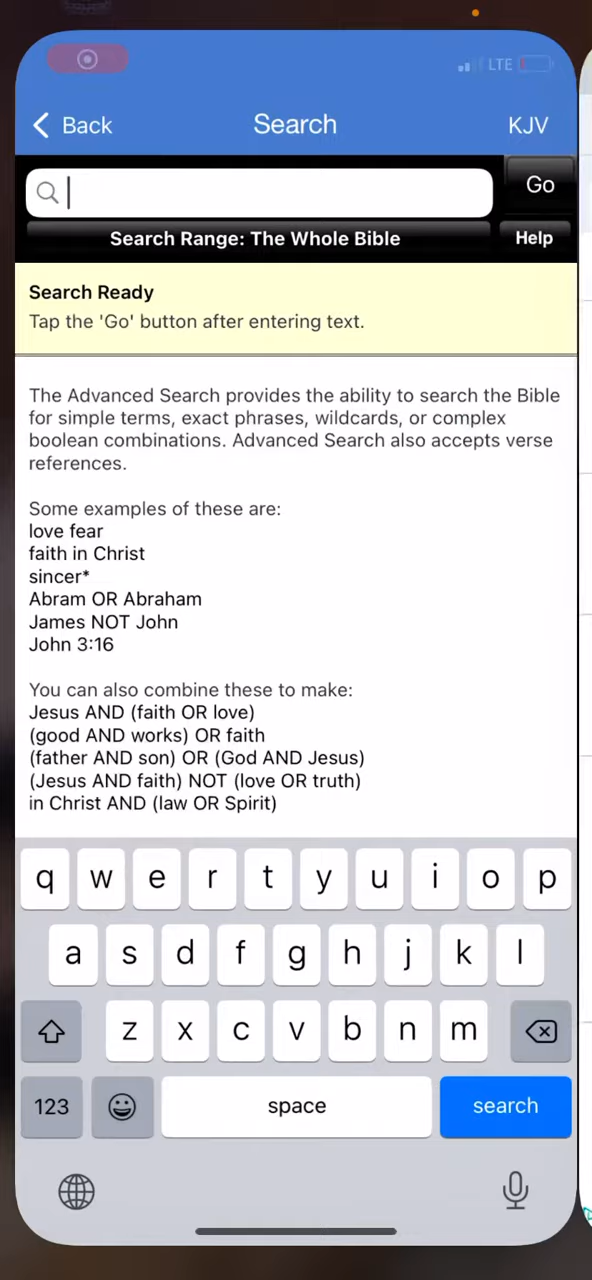 LTE
Back Search KJV
Go
Search Range: The Whole Bible Help
Search Ready
Tap the 'Go' button after entering text.
The Advanced Search provides the ability to search the Bible
for simple terms, exact phrases, wildcards, or complex
boolean combinations. Advanced Search also accepts verse
references.
Some examples of these are:
love fear
faith in Christ
sincer*
Abram OR Abraham
James NOT John
John 3:16
You can also combine these to make:
Jesus AND (faith OR love)
(good AND works) OR faith
(father AND son) OR (God AND Jesus)
(Jesus AND faith) NOT (love OR truth)
in Christ AND (law OR Spirit)
q w e r t y u i o p
a s d f g h j k l
z x c v b n m
123 space search